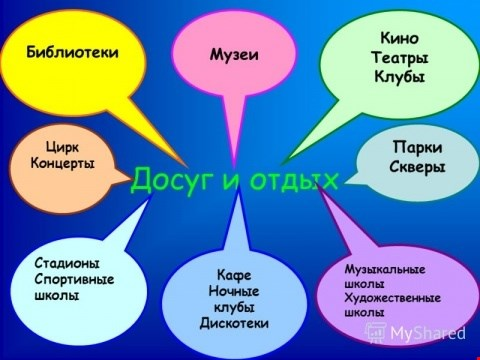 Библиотеки
Музеи
Кино
Театры
Клубы
Цирк
Концерты
Досуг и отдых
Парки
Скверы
Стадионы
Спортивные
школы
Кафе
Ночные
клубы
Дискотеки
Музыкальные
школы
Художественные
школы
MyShared